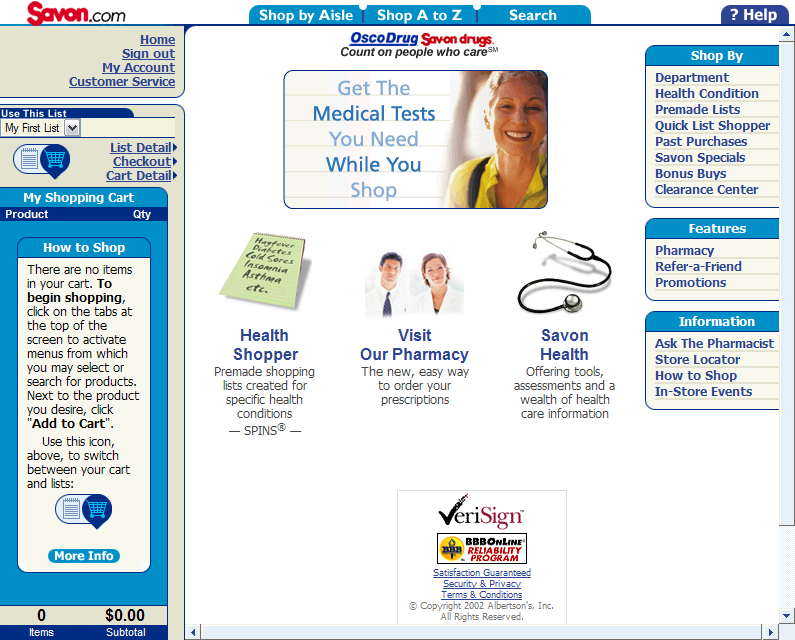 Savon.com
Shop by Aisle
Shop A to Z
Search
? Help
Home
Sign out
My Account
Customer Service
Use This List
My First List
List Detail
Checkout
Cart Detail
My Shopping Cart
Product Qty
How to Shop
There are no items
in your cart. To
begin shopping,
click on the tabs at
the top of the
screen to activate
menus from which
you may select or
search for products.
Next to the product
you desire, click
"Add to Cart".
Use this icon,
above, to switch
between your cart
and lists:
More Info
0 $0.00
Items Subtotal
OscoDrug Savon drugs.
Count on people who care℠
Get The
Medical Tests
You Need
While You
Shop
Hayfever
Diabetes
Cold Sores
Insomnia
Asthma
etc.
Health
Shopper
Premade shopping
lists created for
specific health
conditions
— SPINS® —
Visit
Our Pharmacy
The new, easy way
to order your
prescriptions
Savon
Health
Offering tools,
assessments and a
wealth of health
care information
VeriSign
BBB
BBBOnLine
RELIABILITY
PROGRAM
Satisfaction Guaranteed
Security & Privacy
Terms & Conditions
© Copyright 2002 Albertson's, Inc.
All Rights Reserved.
Shop By
Department
Health Condition
Premade Lists
Quick List Shopper
Past Purchases
Savon Specials
Bonus Buys
Clearance Center
Features
Pharmacy
Refer-a-Friend
Promotions
Information
Ask The Pharmacist
Store Locator
How to Shop
In-Store Events